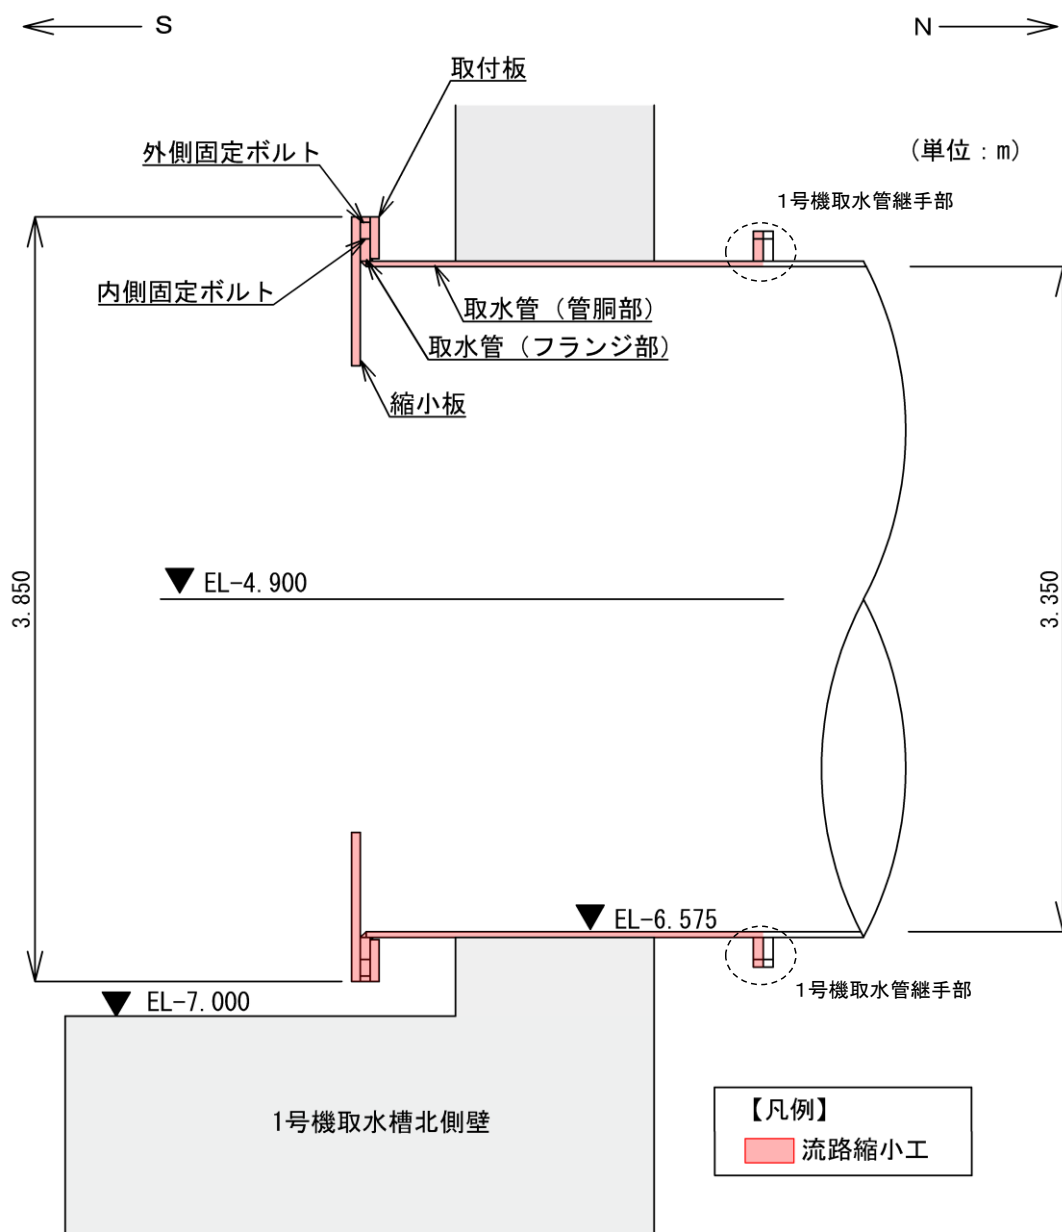 S
N
取付板
外側固定ボルト
(単位:m)
1号機取水管継手部
内側固定ボルト
取水管(管胴部)
取水管(フランジ部)
縮小板
EL-4.900
3.850
3.350
EL-6.575
EL-7.000
1号機取水管継手部
【凡例】
1号機取水槽北側壁
流路縮小工